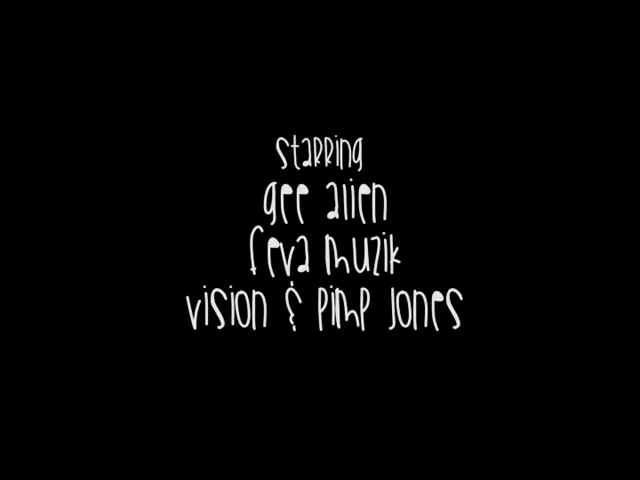 starring
gee alien
feva muzik
vision & pimp jones